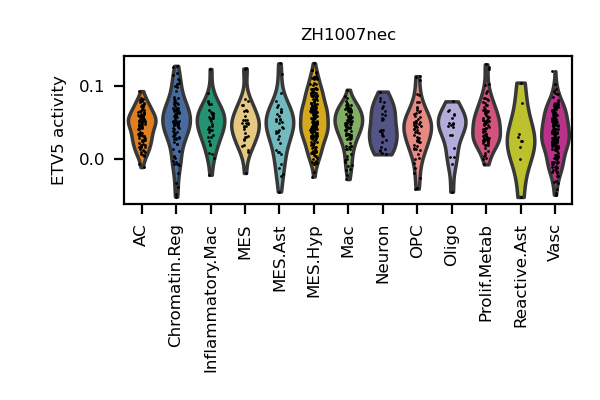 ZH1007nec
ETV5 activity
0.1
0.0
AC
Chromatin.Reg
Inflammatory.Mac
MES
MES.Ast
MES.Hyp
Mac
Neuron
OPC
Oligo
Prolif.Metab
Reactive.Ast
Vasc